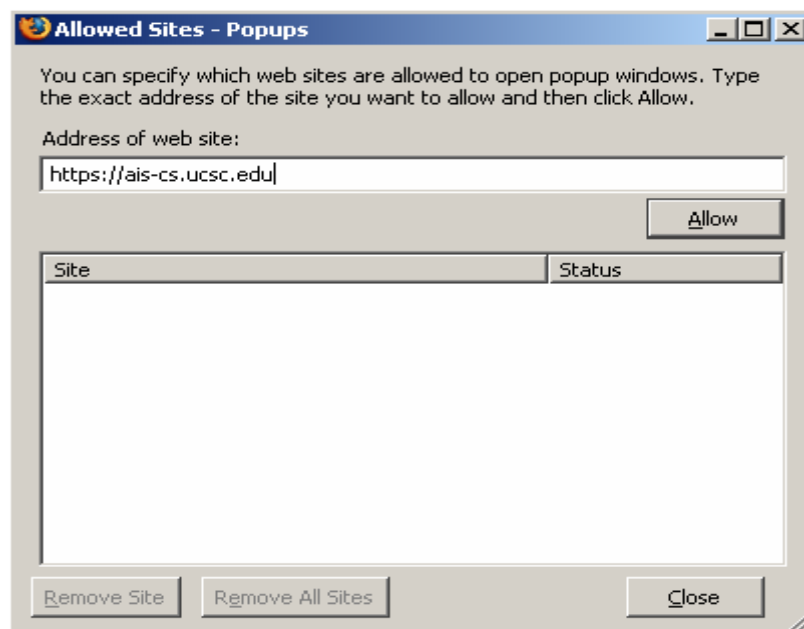 Allowed Sites - Popups
You can specify which web sites are allowed to open popup windows. Type
the exact address of the site you want to allow and then click Allow.
Address of web site:
https://ais-cs.ucsc.edu
Allow
Site Status
Remove Site Remove All Sites Close